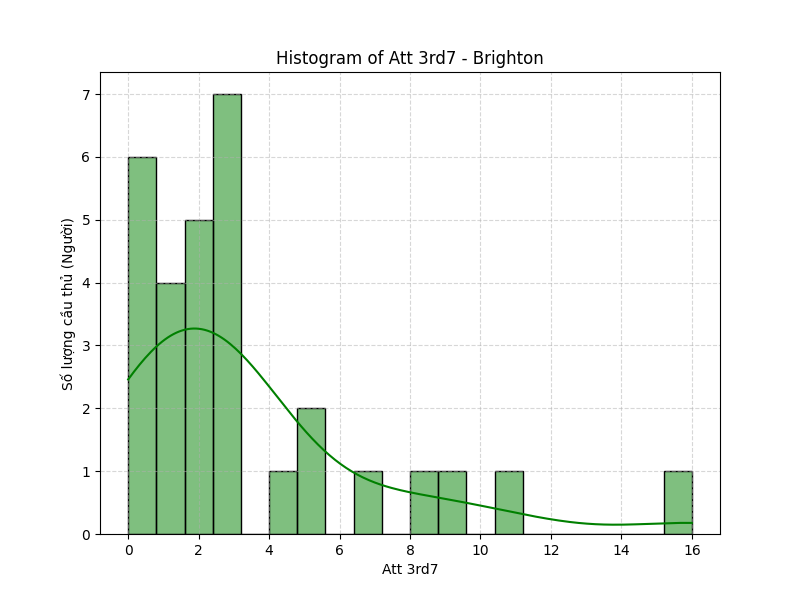 Histogram of Att 3rd7 - Brighton
Số lượng cầu thủ (Người)
7
6
5
4
3
2
1
0
0 2 4 6 8 10 12 14 16
Att 3rd7